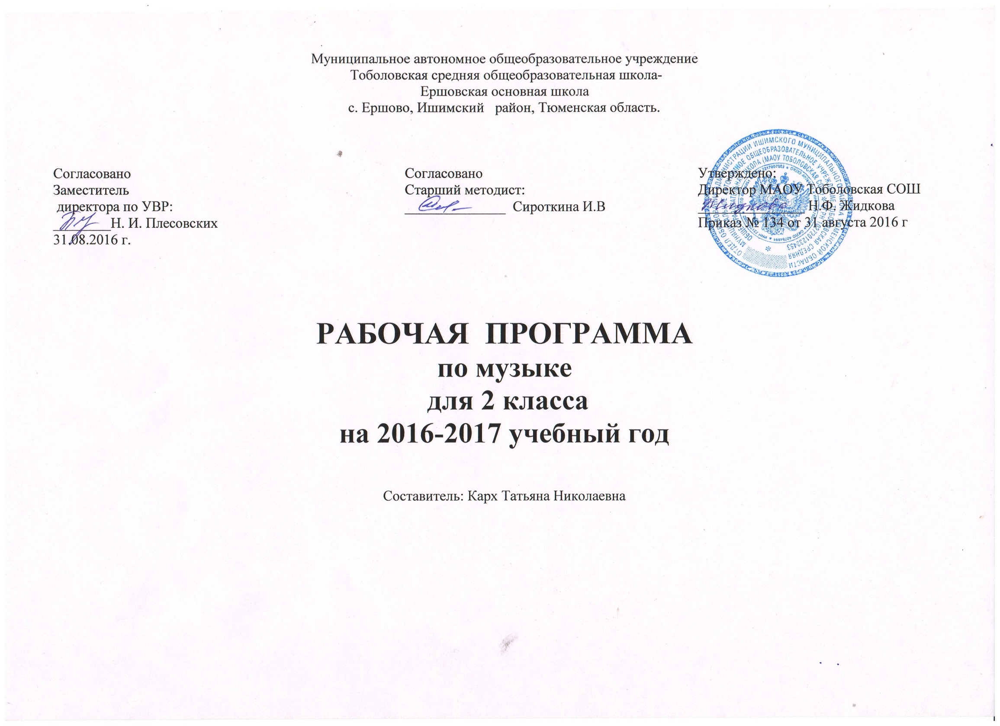 Муниципальное автономное общеобразовательное учреждение
Тоболовская средняя общеобразовательная школа-
Ершовская основная школа
с. Ершово, Ишимский район, Тюменская область.
Согласовано
Заместитель
директора по УВР:
________Н. И. Плесовских
31.08.2016 г.
Согласовано
Старший методист:
______________ Сироткина И.В
Утверждено:
Директор МАОУ Тоболовская СОШ
_______________ Н.Ф. Жидкова
Приказ № 134 от 31 августа 2016 г
РАБОЧАЯ ПРОГРАММА
по музыке
для 2 класса
на 2016-2017 учебный год
Составитель: Карх Татьяна Николаевна